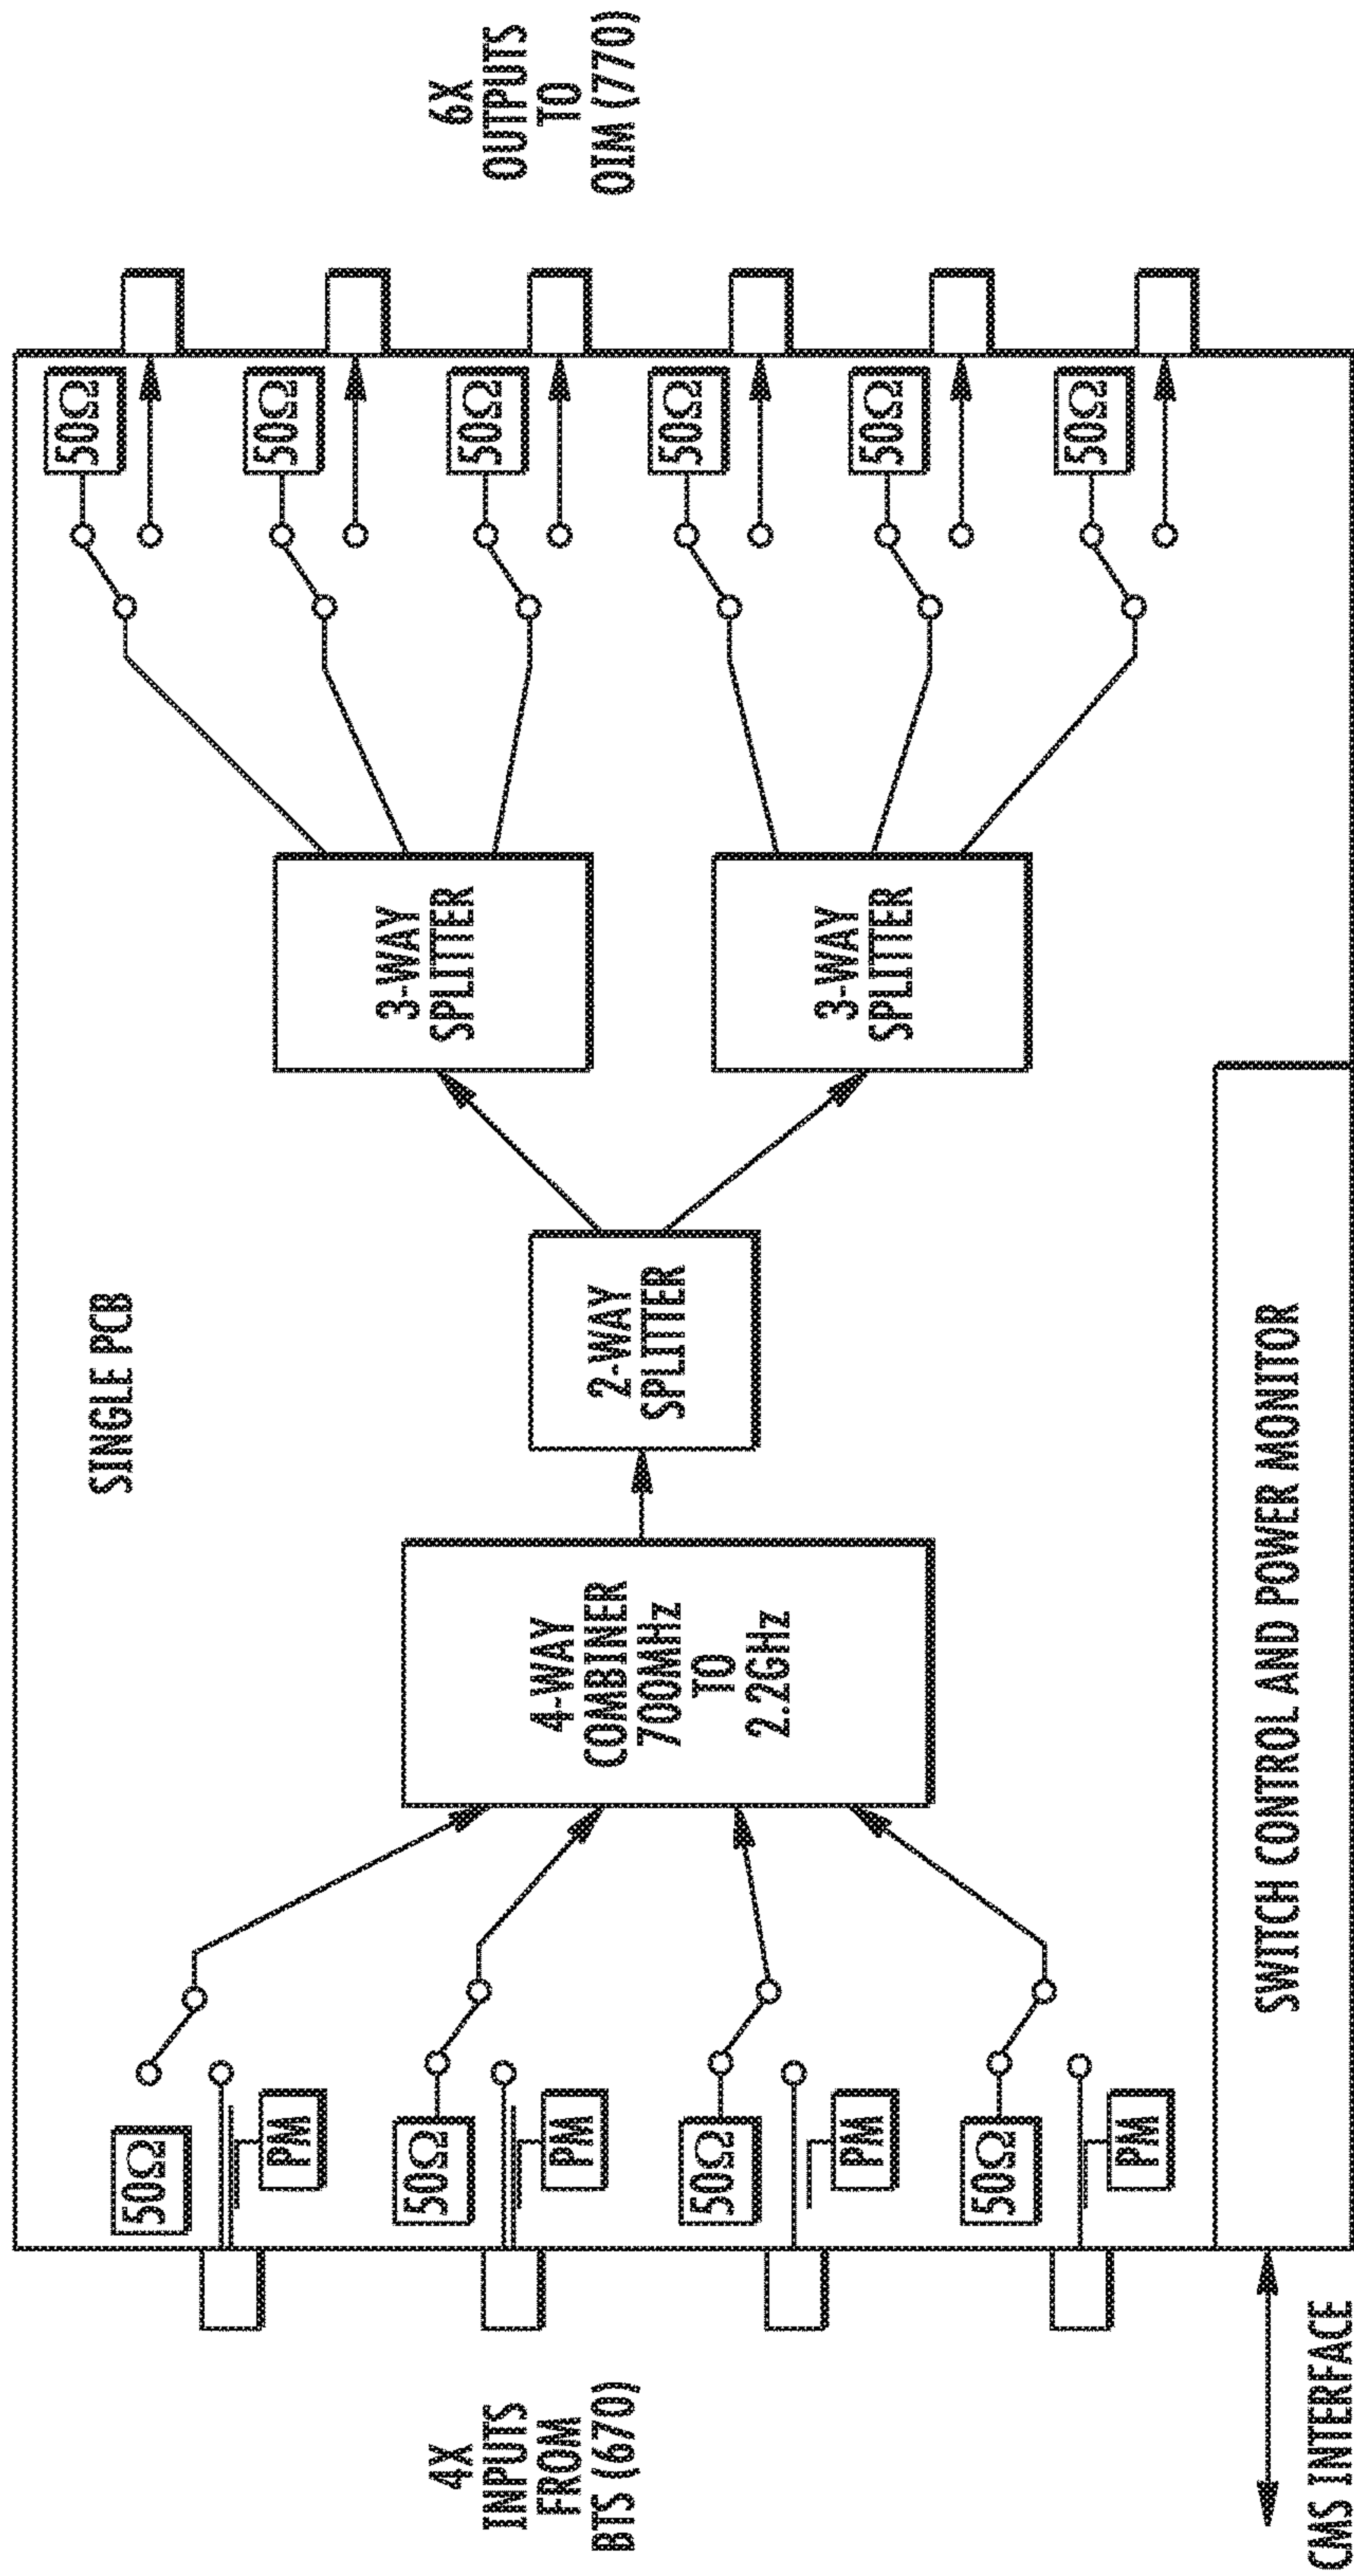 SINGLE PCB
4X
INPUTS
FROM
BTS (670)
50Ω
PM
50Ω
PM
50Ω
PM
50Ω
PM
4-WAY
COMBINER
700MHz
TO
2.2GHz
2-WAY
SPLITTER
3-WAY
SPLITTER
3-WAY
SPLITTER
50Ω
50Ω
50Ω
50Ω
50Ω
50Ω
6X
OUTPUTS
TO
OIM (770)
SWITCH CONTROL AND POWER MONITOR
CMS INTERFACE